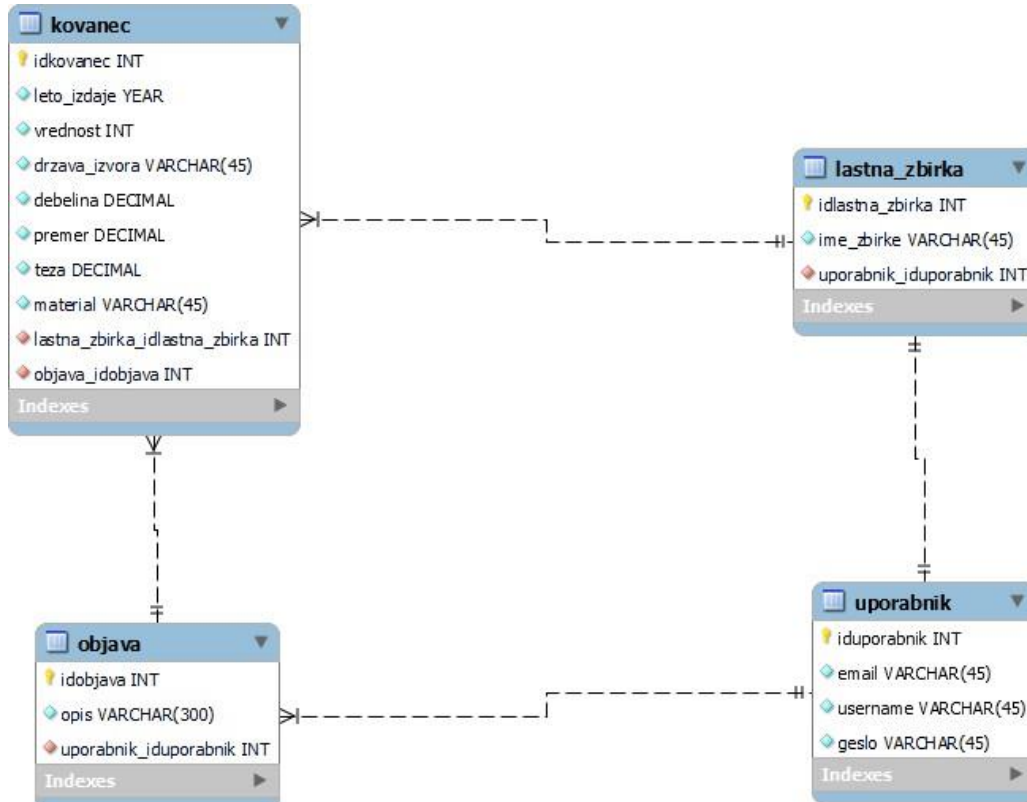 kovanec
idkovanec INT
leto_izdaje YEAR
vrednost INT
drzava_izvora VARCHAR(45)
debelina DECIMAL
premer DECIMAL
teza DECIMAL
material VARCHAR(45)
lastna_zbirka_idlastna_zbirka INT
objava_idobjava INT
Indexes
lastna_zbirka
idlastna_zbirka INT
ime_zbirke VARCHAR(45)
uporabnik_iduporabnik INT
Indexes
objava
idobjava INT
opis VARCHAR(300)
uporabnik_iduporabnik INT
Indexes
uporabnik
iduporabnik INT
email VARCHAR(45)
username VARCHAR(45)
geslo VARCHAR(45)
Indexes